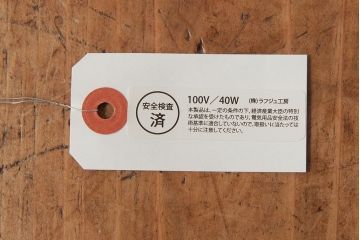 安全検査
済
100V／40W (株)ラフジュ工房
本製品は、一定の条件の下、経済産業大臣の特別
な承認を受けたものであり、電気用品安全法の技
術基準に適合していないので、取扱いに当たっては
十分に注意してください。